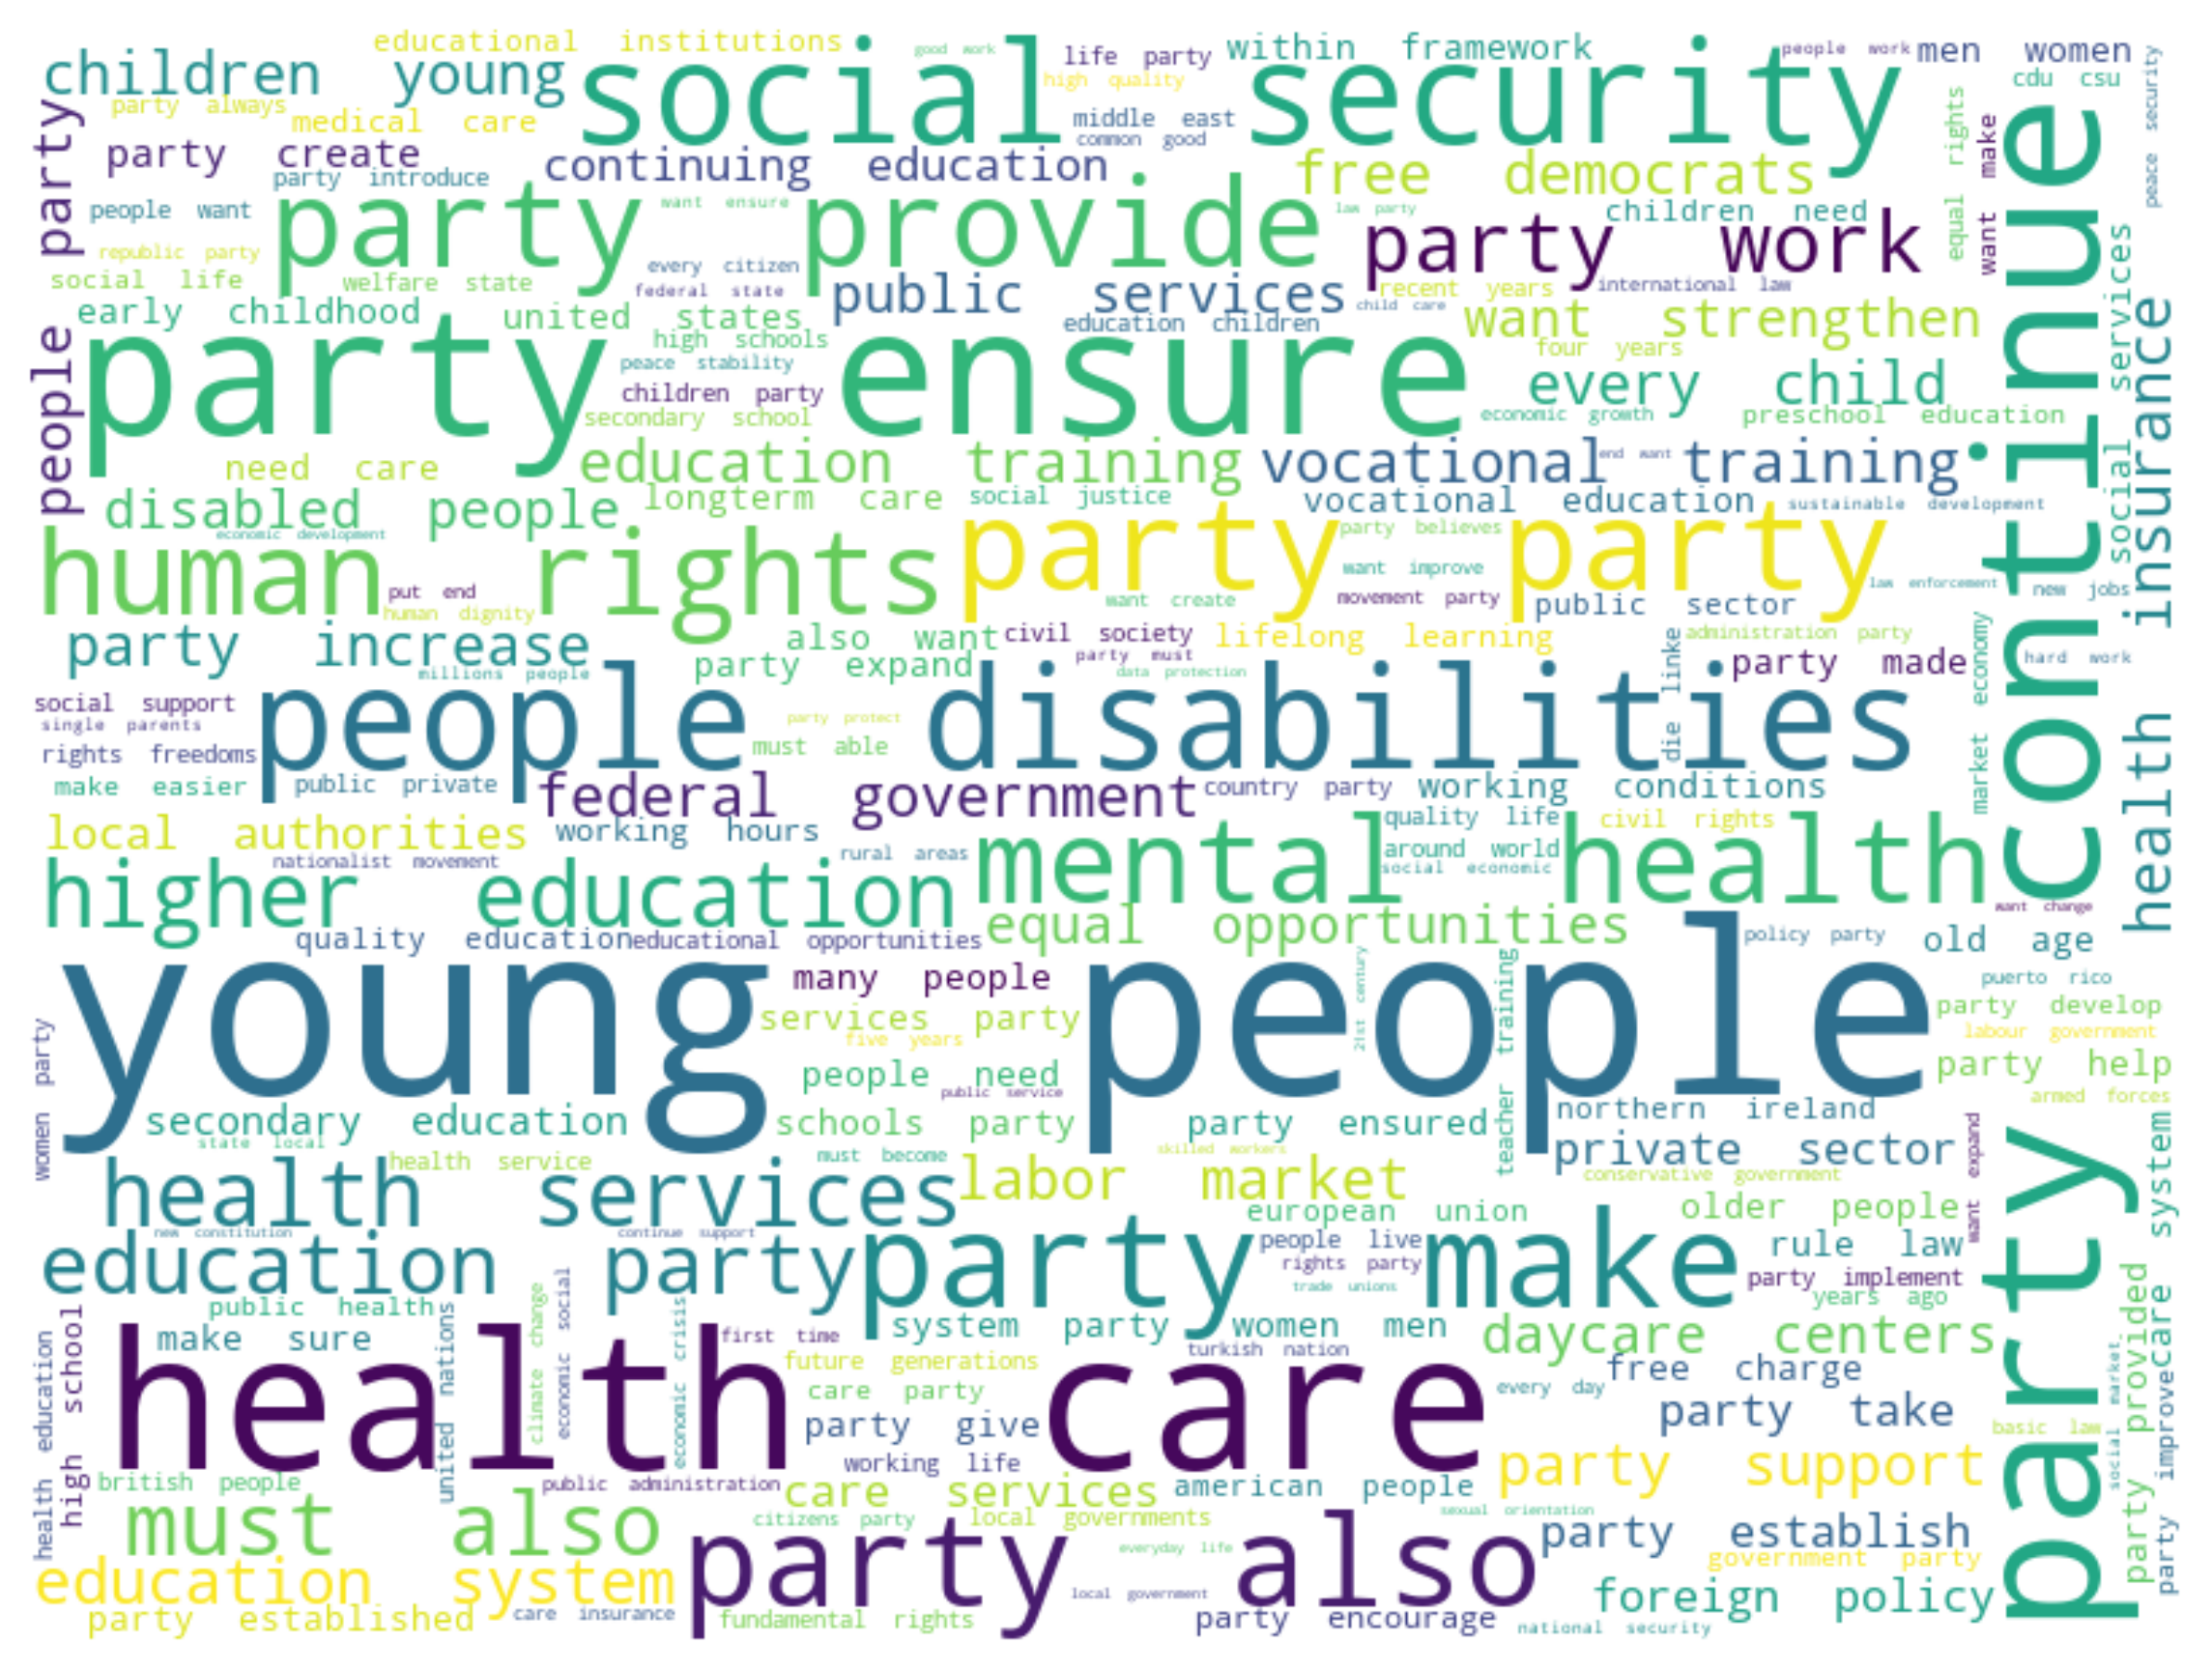 educational institutions
good work
life party
within framework
people work
men women
children young
social security
high quality
cdu csu
party always
medical care
middle east
common good
equal rights
want make
peace security
party create
continuing education
free democrats
party introduce
people party
people want
party provide
want ensure
law party
children need
party work
republic party
social life
welfare state
every citizen
federal state
public services
recent years
international law
child care
early childhood
united states
education children
want strengthen
high schools
four years
party ensure
peace stability
children party
every child
secondary school
economic growth
preschool education
social services
health insurance
party continue
people party
need care
education training
vocational training
end want
disabled people
longterm care
social justice
vocational education
sustainable development
economic development
human rights
party party
party believes
want improve
law enforcement
put end
human dignity
want create
movement party
public sector
new jobs
party increase
also want
civil society
lifelong learning
administration party
party must
party expand
data protection
die linke
party made
market economy
hard work
millions people
social support
single parents
people disabilities
party protect
rights freedoms
must able
make easier
public private
federal government
country party
working conditions
local authorities
working hours
quality life
civil rights
nationalist movement
rural areas
mental health
around world
social economic
higher education
equal opportunities
want change
quality education
educational opportunities
policy party
old age
young people
many people
21st century
teacher training
puerto rico
services party
party develop
five years
labour government
women party
people need
party help
public service
armed forces
secondary education
schools party
party ensured
northern ireland
state local
skilled workers
private sector
want expand
care system
health service
must become
labor market
conservative government
health services
european union
older people
new constitution
continue support
education party
party make
people live
rule law
rights party
party implement
trade unions
years ago
public health
high school
united nations
climate change
economic social
economic crisis
make sure
health care
first time
system party
women men
daycare centers
turkish nation
future generations
free charge
care party
every day
party take
party give
basic law
social market
party provided
party improve
health education
working life
party support
british people
public administration
care services
american people
must also
citizens party
local governments
sexual orientation
party also
party establish
everyday life
government party
education system
local government
foreign policy
party established
care insurance
fundamental rights
party encourage
national security